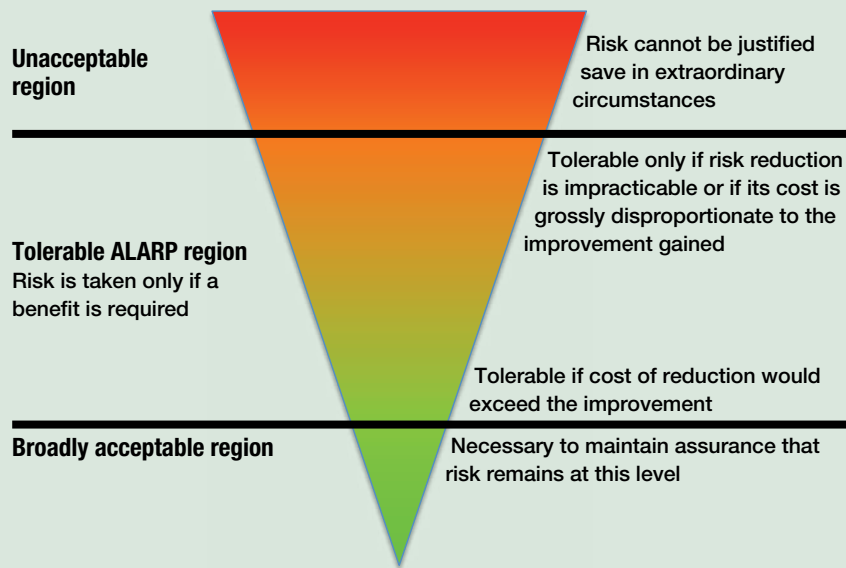 Unacceptable
region
Risk cannot be justified
save in extraordinary
circumstances
Tolerable only if risk reduction
is impracticable or if its cost is
grossly disproportionate to the
improvement gained
Tolerable ALARP region
Risk is taken only if a
benefit is required
Tolerable if cost of reduction would
exceed the improvement
Broadly acceptable region
Necessary to maintain assurance that
risk remains at this level